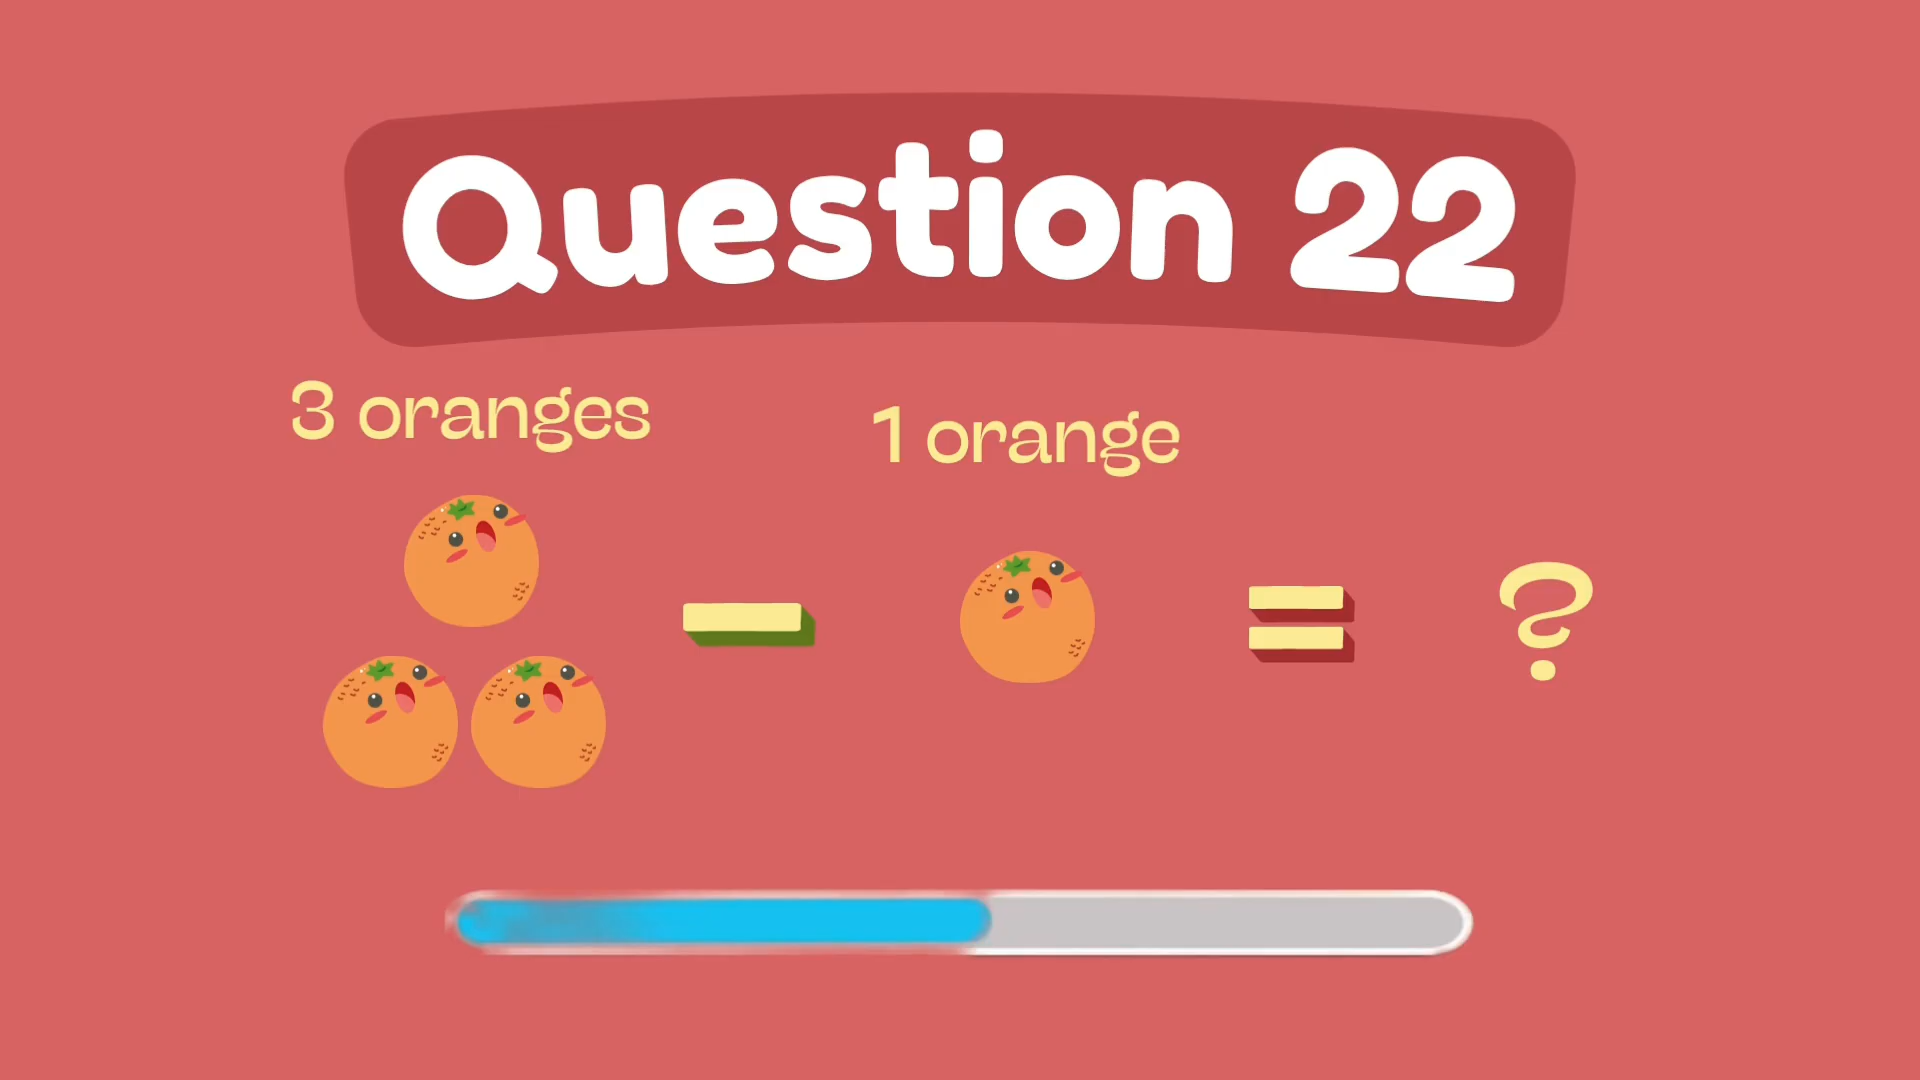 Question 22
3 oranges
1 orange
- = ?